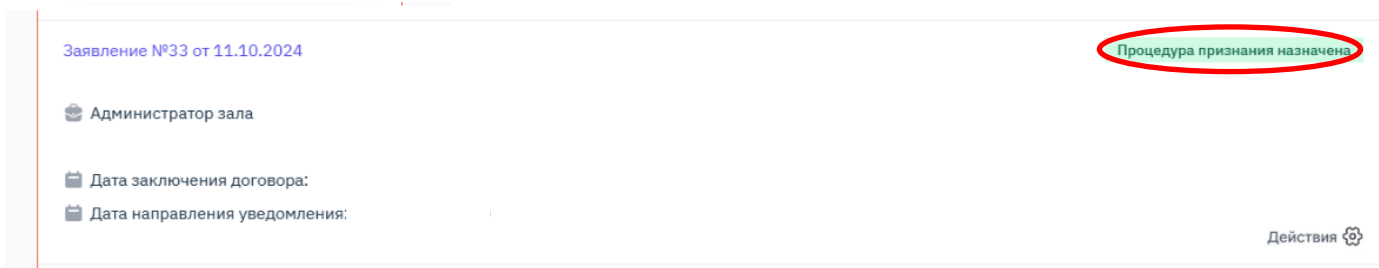 Заявление №33 от 11.10.2024
Процедура признания назначена
Администратор зала
Дата заключения договора:
Дата направления уведомления:
Действия